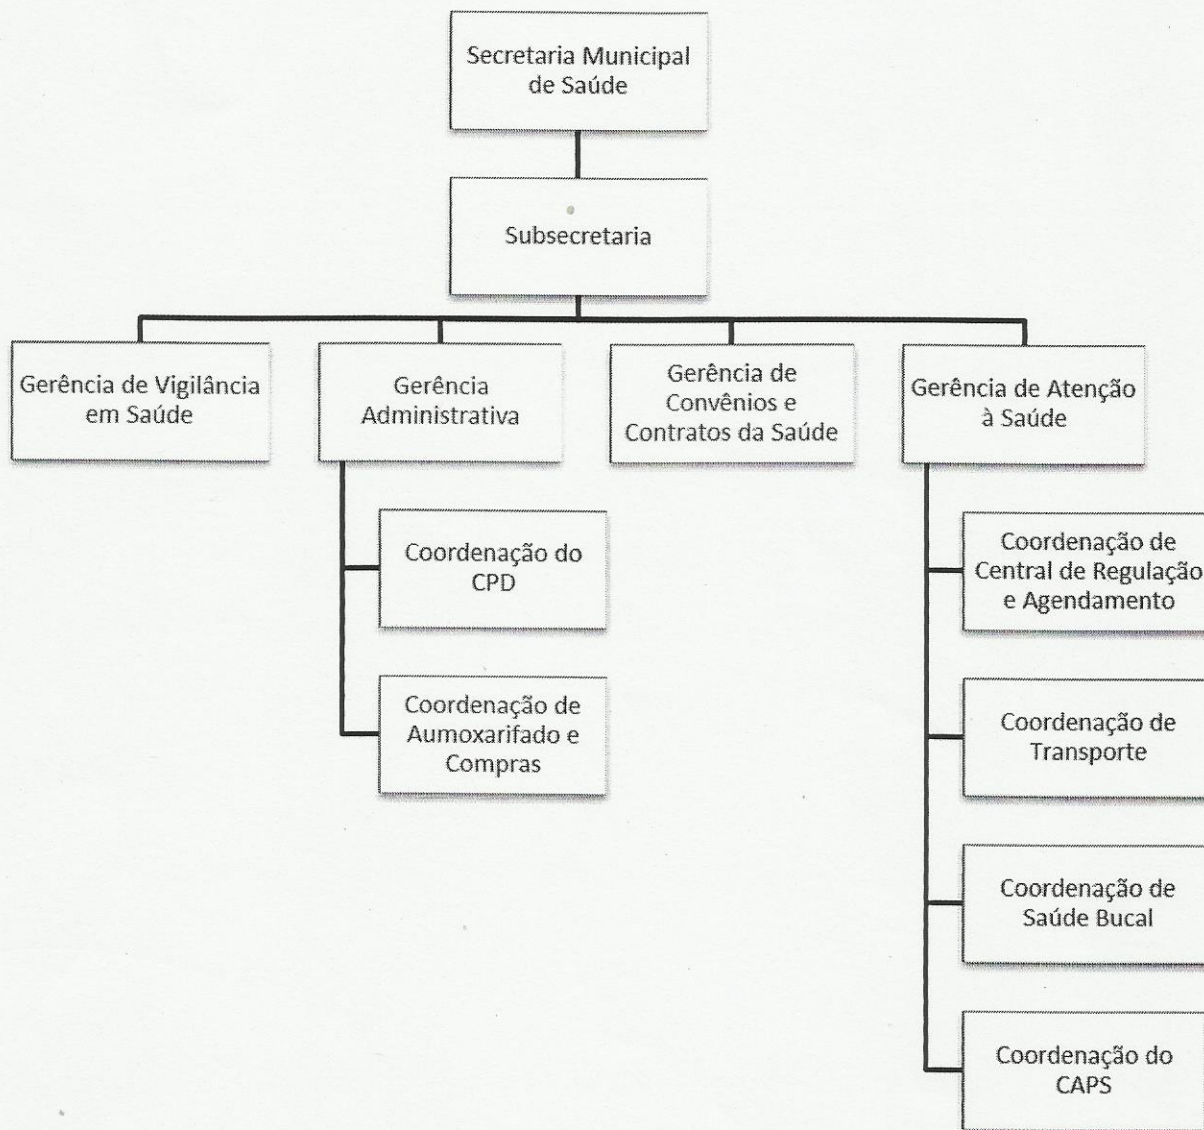 Secretaria Municipal
de Saúde
Subsecretaria
Gerência de Vigilância
em Saúde
Gerência
Administrativa
Gerência de
Convênios e
Contratos da Saúde
Gerência de Atenção
à Saúde
Coordenação do
CPD
Coordenação de
Aumoxarifado e
Compras
Coordenação de
Central de Regulação
e Agendamento
Coordenação de
Transporte
Coordenação de
Saúde Bucal
Coordenação do
CAPS